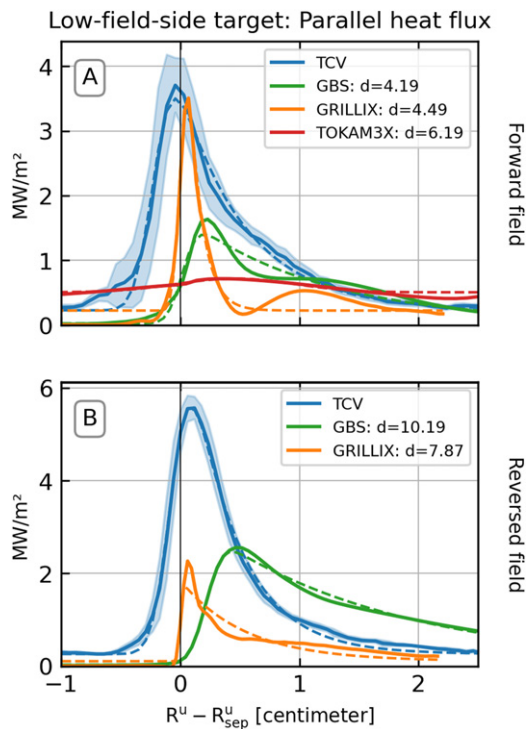 Low-field-side target: Parallel heat flux
A
TCV
GBS: d=4.19
GRILLIX: d=4.49
TOKAM3X: d=6.19
4
3
2
1
0
MW/m²
Forward field
B
TCV
GBS: d=10.19
GRILLIX: d=7.87
6
4
2
0
MW/m²
Reversed field
−1 0 1 2
Rᵘ − Rᵘsep [centimeter]